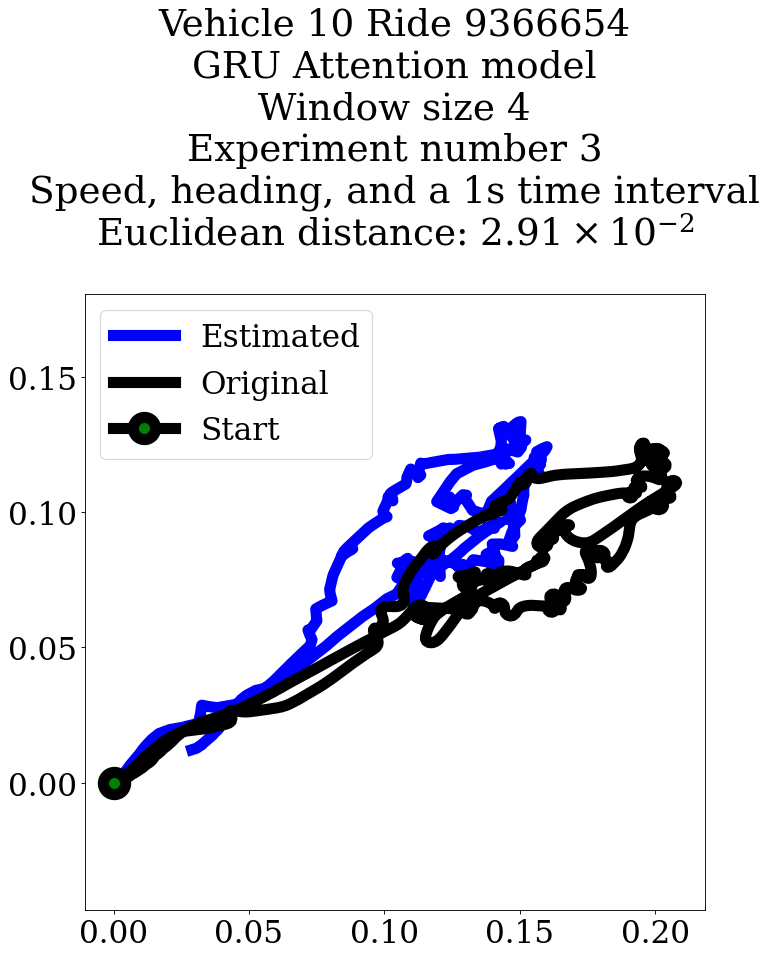 Vehicle 10 Ride 9366654
GRU Attention model
Window size 4
Experiment number 3
Speed, heading, and a 1s time interval
Euclidean distance: 2.91 × 10⁻²
Estimated
Original
Start
0.15
0.10
0.05
0.00
0.00 0.05 0.10 0.15 0.20